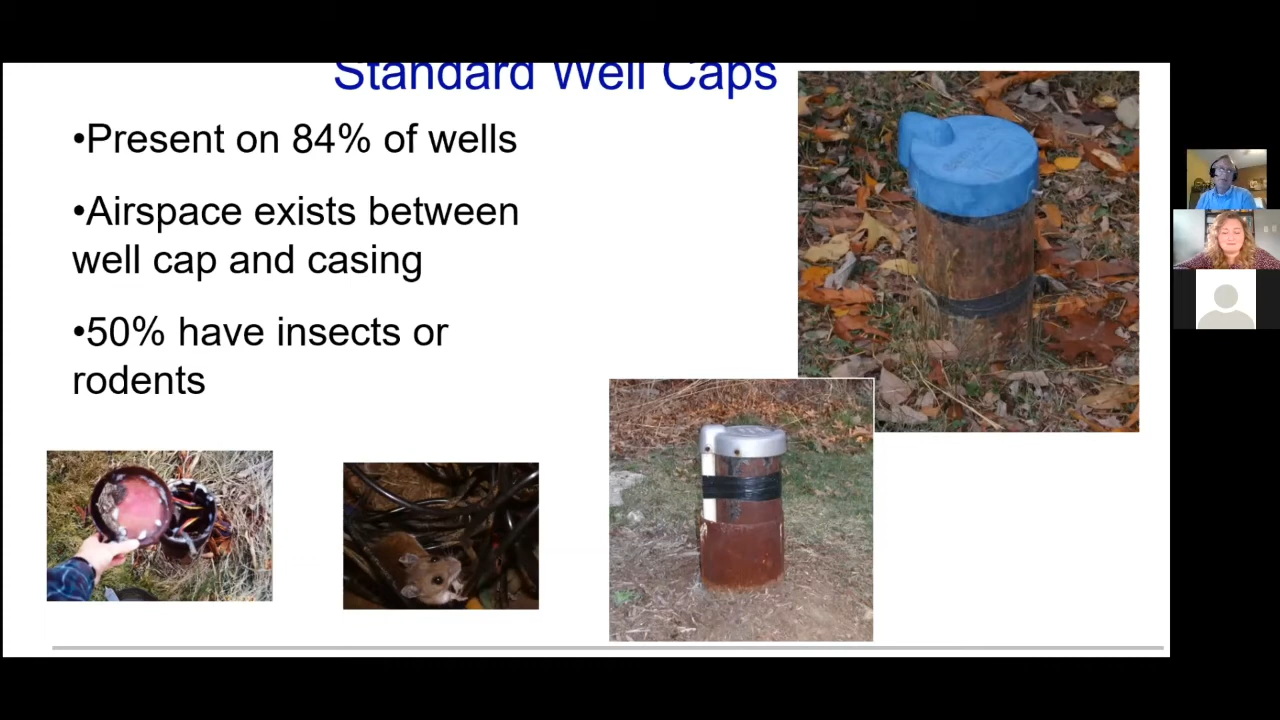 Standard Well Caps
•Present on 84% of wells
•Airspace exists between
well cap and casing
•50% have insects or
rodents